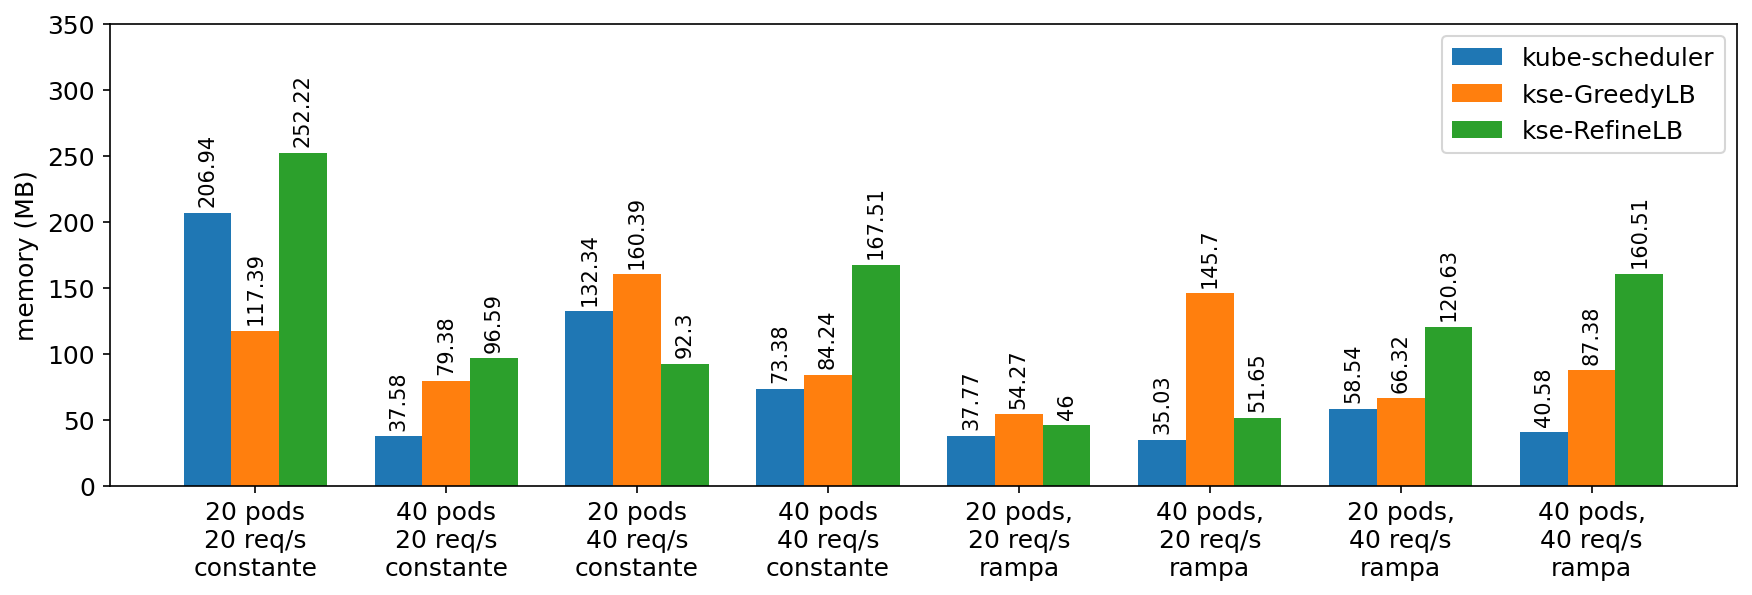 350
300
250
200
150
100
50
0
memory (MB)
kube-scheduler
kse-GreedyLB
kse-RefineLB
206.94
117.39
252.22
37.58
79.38
96.59
132.34
160.39
92.3
73.38
84.24
167.51
37.77
54.27
46
35.03
145.7
51.65
58.54
66.32
120.63
40.58
87.38
160.51
20 pods
20 req/s
constante
40 pods
20 req/s
constante
20 pods
40 req/s
constante
40 pods
40 req/s
constante
20 pods,
20 req/s
rampa
40 pods,
20 req/s
rampa
20 pods,
40 req/s
rampa
40 pods,
40 req/s
rampa